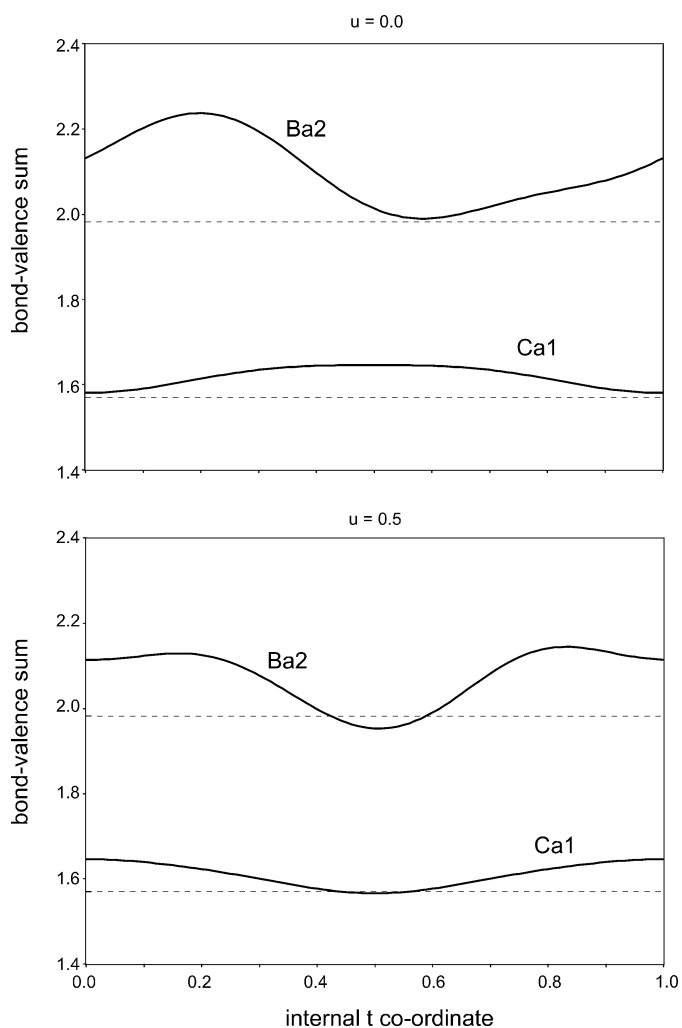 u = 0.0
bond-valence sum
2.4
2.2
2.0
1.8
1.6
1.4
Ba2
Ca1
u = 0.5
bond-valence sum
2.4
2.2
2.0
1.8
1.6
1.4
Ba2
Ca1
0.0 0.2 0.4 0.6 0.8 1.0
internal t co-ordinate